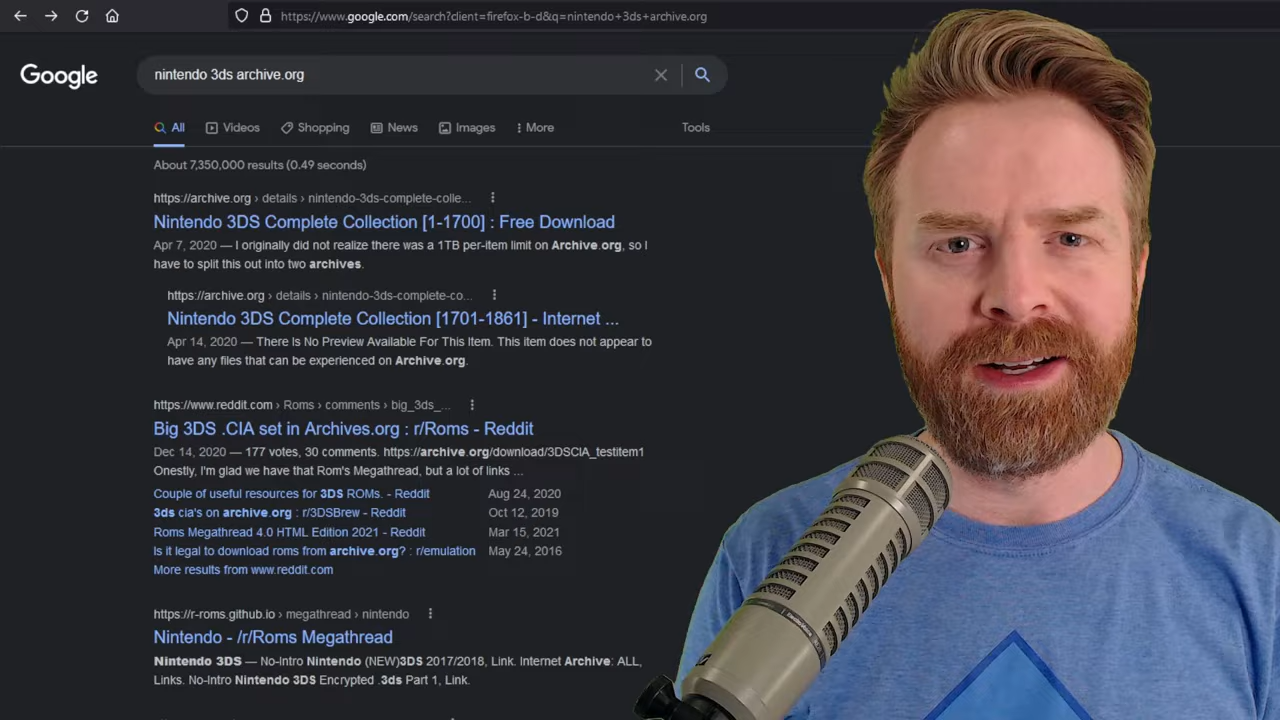 https://www.google.com/search?client=firefox-b-d&q=nintendo+3ds+archive.org
Google
nintendo 3ds archive.org
All
Videos
Shopping
News
Images
More
Tools
About 7,350,000 results (0.49 seconds)
https://archive.org › details › nintendo-3ds-complete-colle...
Nintendo 3DS Complete Collection [1-1700] : Free Download
Apr 7, 2020 — I originally did not realize there was a 1TB per-item limit on Archive.org, so I
have to split this out into two archives.
https://archive.org › details › nintendo-3ds-complete-co...
Nintendo 3DS Complete Collection [1701-1861] - Internet ...
Apr 14, 2020 — There Is No Preview Available For This Item. This item does not appear to
have any files that can be experienced on Archive.org.
https://www.reddit.com › Roms › comments › big_3ds_...
Big 3DS .CIA set in Archives.org : r/Roms - Reddit
Dec 14, 2020 — 177 votes, 30 comments. https://archive.org/download/3DSCIA_testitem1
Onestly, I'm glad we have that Rom's Megathread, but a lot of links ...
Couple of useful resources for 3DS ROMs. - Reddit Aug 24, 2020
3ds cia's on archive.org : r/3DSBrew - Reddit Oct 12, 2019
Roms Megathread 4.0 HTML Edition 2021 - Reddit Mar 15, 2021
Is it legal to download roms from archive.org? : r/emulation May 24, 2016
More results from www.reddit.com
https://r-roms.github.io › megathread › nintendo
Nintendo - /r/Roms Megathread
Nintendo 3DS — No-Intro Nintendo (NEW)3DS 2017/2018, Link. Internet Archive: ALL,
Links. No-Intro Nintendo 3DS Encrypted .3ds Part 1, Link.